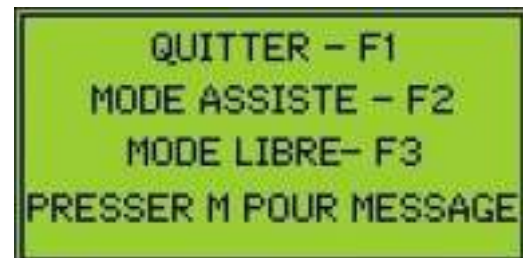 QUITTER - F1
MODE ASSISTE - F2
MODE LIBRE- F3
PRESSER M POUR MESSAGE